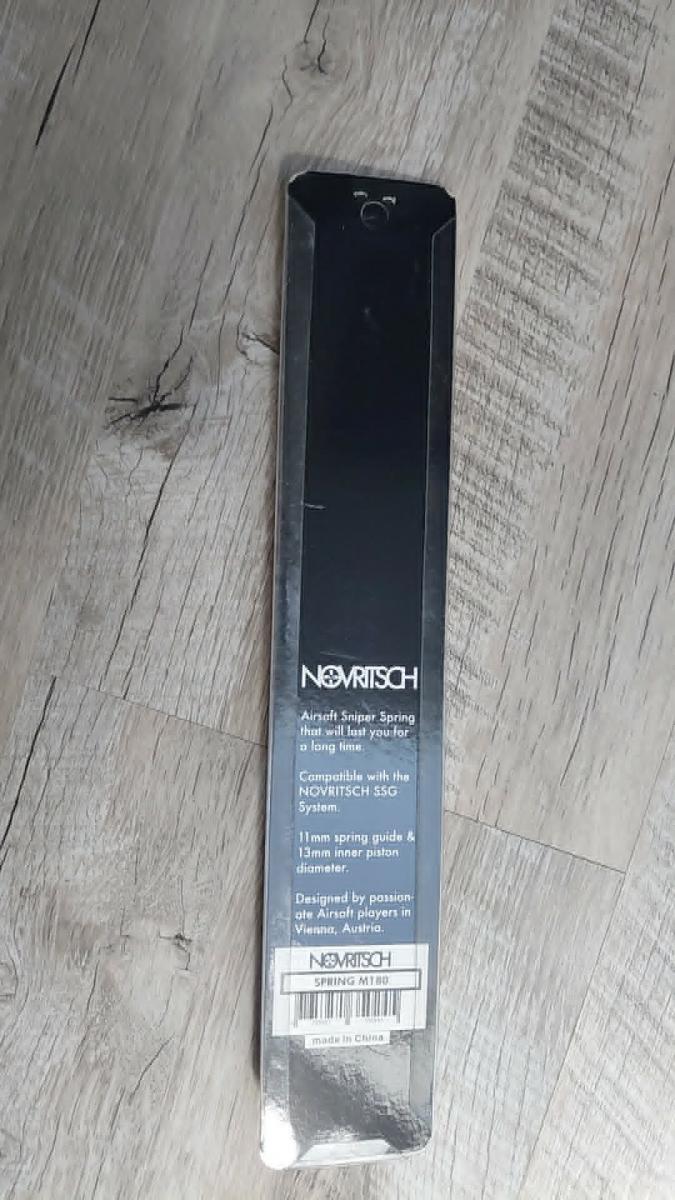 NOVRITSCH
Airsoft Sniper Spring
that will last you for
a long time.
Compatible with the
NOVRITSCH SSG
System.
11mm spring guide &
13mm inner piston
diameter.
Designed by passion-
ate Airsoft players in
Vienna, Austria.
NOVRITSCH
SPRING M180
made in China